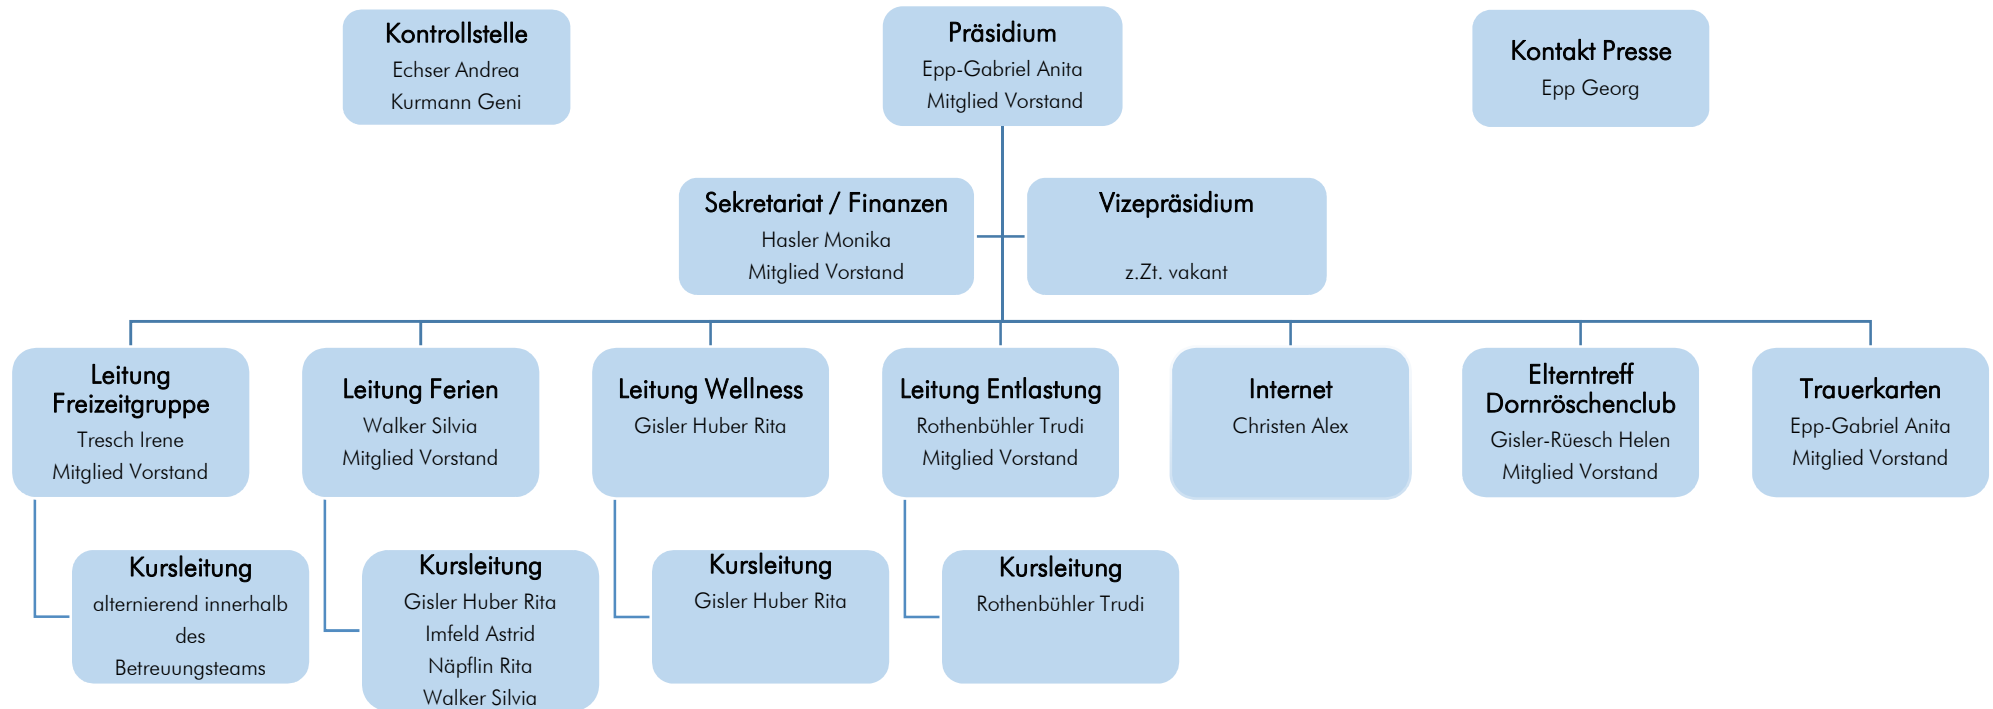 Kontrollstelle
Echser Andrea
Kurmann Geni
Präsidium
Epp-Gabriel Anita
Mitglied Vorstand
Kontakt Presse
Epp Georg
Sekretariat / Finanzen
Hasler Monika
Mitglied Vorstand
Vizepräsidium
z.Zt. vakant
Leitung
Freizeitgruppe
Tresch Irene
Mitglied Vorstand
Leitung Ferien
Walker Silvia
Mitglied Vorstand
Leitung Wellness
Gisler Huber Rita
Leitung Entlastung
Rothenbühler Trudi
Mitglied Vorstand
Internet
Christen Alex
Elterntreff
Dornröschenclub
Gisler-Rüesch Helen
Mitglied Vorstand
Trauerkarten
Epp-Gabriel Anita
Mitglied Vorstand
Kursleitung
alternierend innerhalb
des
Betreuungsteams
Kursleitung
Gisler Huber Rita
Imfeld Astrid
Näpflin Rita
Walker Silvia
Kursleitung
Gisler Huber Rita
Kursleitung
Rothenbühler Trudi